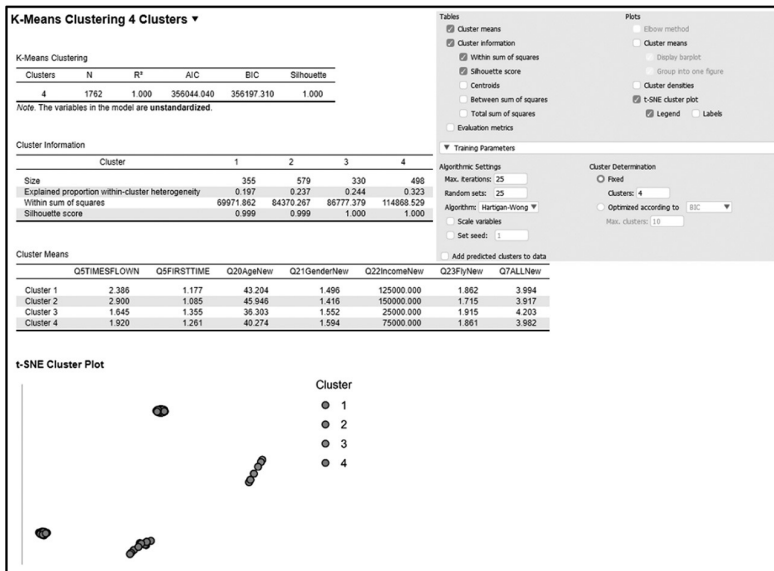 K-Means Clustering 4 Clusters ▼
K-Means Clustering
Clusters N R² AIC BIC Silhouette
4 1762 1.000 356044.040 356197.310 1.000
Note. The variables in the model are unstandardized.
Cluster Information
Cluster 1 2 3 4
Size 355 579 330 498
Explained proportion within-cluster heterogeneity 0.197 0.237 0.244 0.323
Within sum of squares 69971.862 84370.267 86777.379 114868.529
Silhouette score 0.999 0.999 1.000 1.000
Tables
Cluster means
Cluster information
Within sum of squares
Silhouette score
Centroids
Between sum of squares
Total sum of squares
Evaluation metrics
Plots
Elbow method
Cluster means
Display barplot
Group into one figure
Cluster densities
t-SNE cluster plot
Legend Labels
▼ Training Parameters
Algorithmic Settings
Max. iterations: 25
Random sets: 25
Algorithm: Hartigan-Wong ▼
Scale variables
Set seed: 1
Add predicted clusters to data
Cluster Determination
Fixed
Clusters: 4
Optimized according to BIC ▼
Max. clusters: 10
Cluster Means
Q5TIMESFLOWN Q5FIRSTTIME Q20AgeNew Q21GenderNew Q22IncomeNew Q23FlyNew Q7ALLNew
Cluster 1 2.386 1.177 43.204 1.496 125000.000 1.862 3.994
Cluster 2 2.900 1.085 45.946 1.416 150000.000 1.715 3.917
Cluster 3 1.645 1.355 36.303 1.552 25000.000 1.915 4.203
Cluster 4 1.920 1.261 40.274 1.594 75000.000 1.861 3.982
t-SNE Cluster Plot
Cluster
1
2
3
4